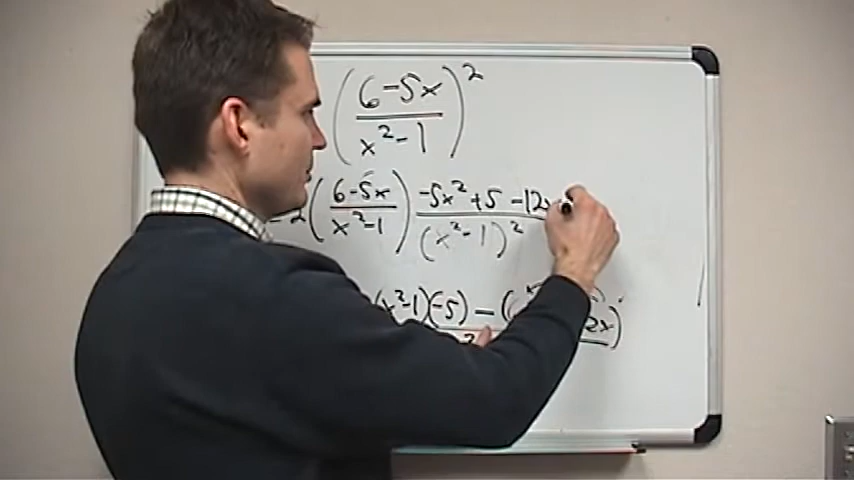 (6-5x / x²-1)²
2(6-5x / x²-1) -5x²+5-12x / (x²-1)²
(x²-1)(-5) - ( 2x)